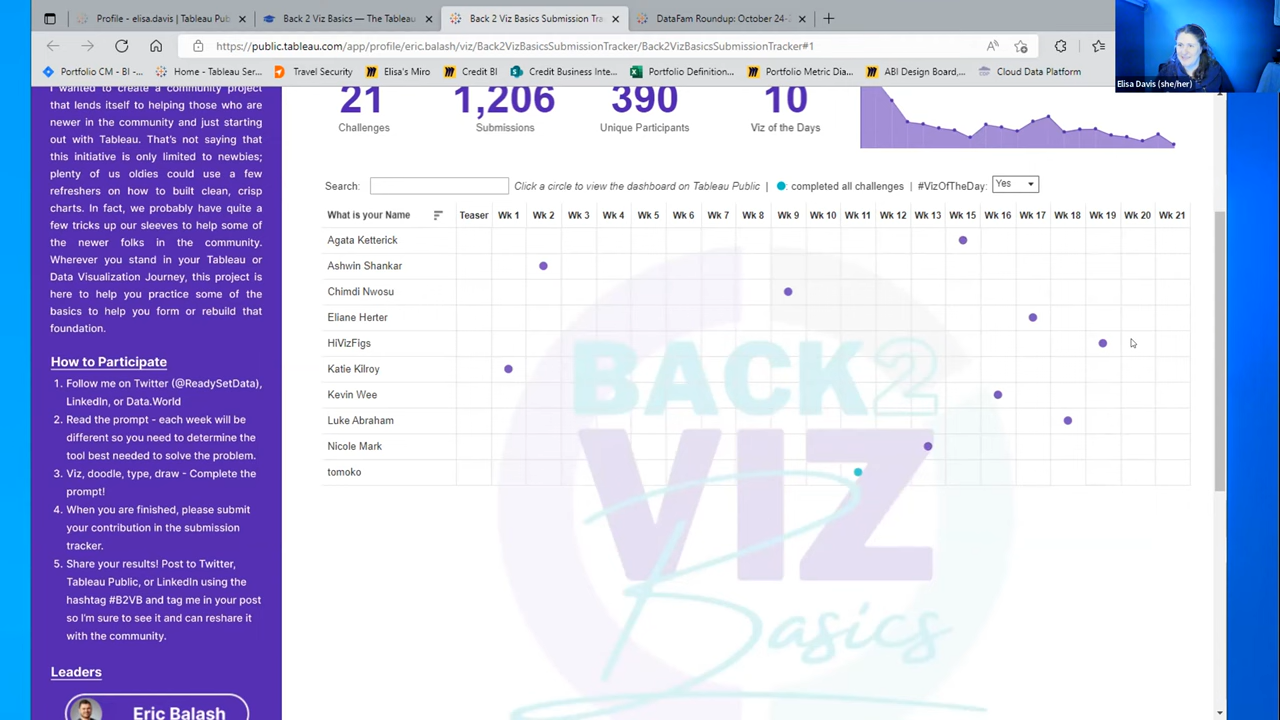 Profile - elisa.davis | Tableau Pub
Back 2 Viz Basics — The Tableau
Back 2 Viz Basics Submission Tra
DataFam Roundup: October 24-
https://public.tableau.com/app/profile/eric.balash/viz/Back2VizBasicsSubmissionTracker/Back2VizBasicsSubmissionTracker#1
Portfolio CM - BI -...
Home - Tableau Ser...
Travel Security
Elisa's Miro
Credit BI
Credit Business Inte...
Portfolio Definition...
Portfolio Metric Dia...
ABI Design Board,...
Cloud Data Platform
Elisa Davis (she/her)
I wanted to create a community project
that lends itself to helping those who are
newer in the community and just starting
out with Tableau. That's not saying that
this initiative is only limited to newbies;
plenty of us oldies could use a few
refreshers on how to built clean, crisp
charts. In fact, we probably have quite a
few tricks up our sleeves to help some of
the newer folks in the community.
Wherever you stand in your Tableau or
Data Visualization Journey, this project is
here to help you practice some of the
basics to help you form or rebuild that
foundation.
How to Participate
1. Follow me on Twitter (@ReadySetData),
LinkedIn, or Data.World
2. Read the prompt - each week will be
different so you need to determine the
tool best needed to solve the problem.
3. Viz, doodle, type, draw - Complete the
prompt!
4. When you are finished, please submit
your contribution in the submission
tracker.
5. Share your results! Post to Twitter,
Tableau Public, or LinkedIn using the
hashtag #B2VB and tag me in your post
so I'm sure to see it and can reshare it
with the community.
Leaders
Eric Balash
21 1,206 390 10
Challenges Submissions Unique Participants Viz of the Days
Search: Click a circle to view the dashboard on Tableau Public | completed all challenges | #VizOfTheDay: Yes
What is your Name Teaser Wk 1 Wk 2 Wk 3 Wk 4 Wk 5 Wk 6 Wk 7 Wk 8 Wk 9 Wk 10 Wk 11 Wk 12 Wk 13 Wk 15 Wk 16 Wk 17 Wk 18 Wk 19 Wk 20 Wk 21
Agata Ketterick
Ashwin Shankar
Chimdi Nwosu
Eliane Herter
HiVizFigs
Katie Kilroy
Kevin Wee
Luke Abraham
Nicole Mark
tomoko
BACK2
VIZ
Basics